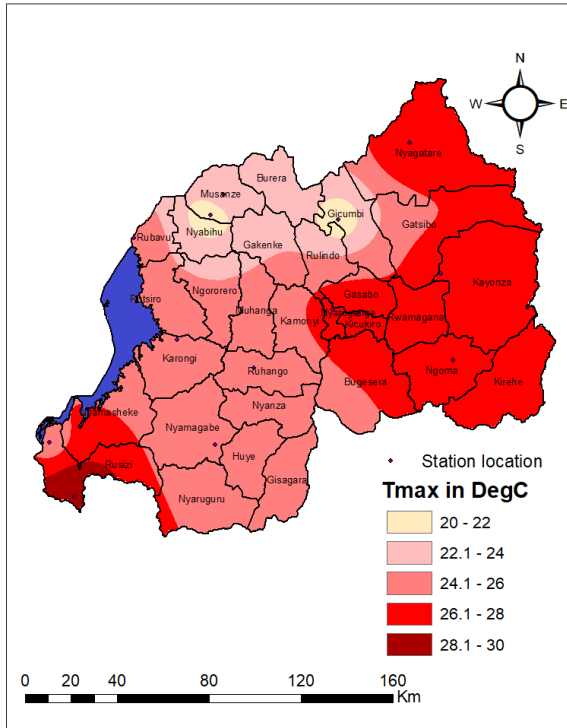 N
W E
S
Nyagatare
Burera
Musanze
Gicumbi
Nyabihu
Gatsibo
Rubavu
Gakenke
Rulindo
Ngororero
Gasabo
Kayonza
Muhanga
Kamonyi
Kicukiro
Rwamagana
Karongi
Ruhango
Ngoma
Bugesera
Kirehe
Nyanza
Nyamagabe
Huye
Rusizi
Gisagara
Nyaruguru
Station location
Tmax in DegC
20 - 22
22.1 - 24
24.1 - 26
26.1 - 28
28.1 - 30
0 20 40 80 120 160
Km